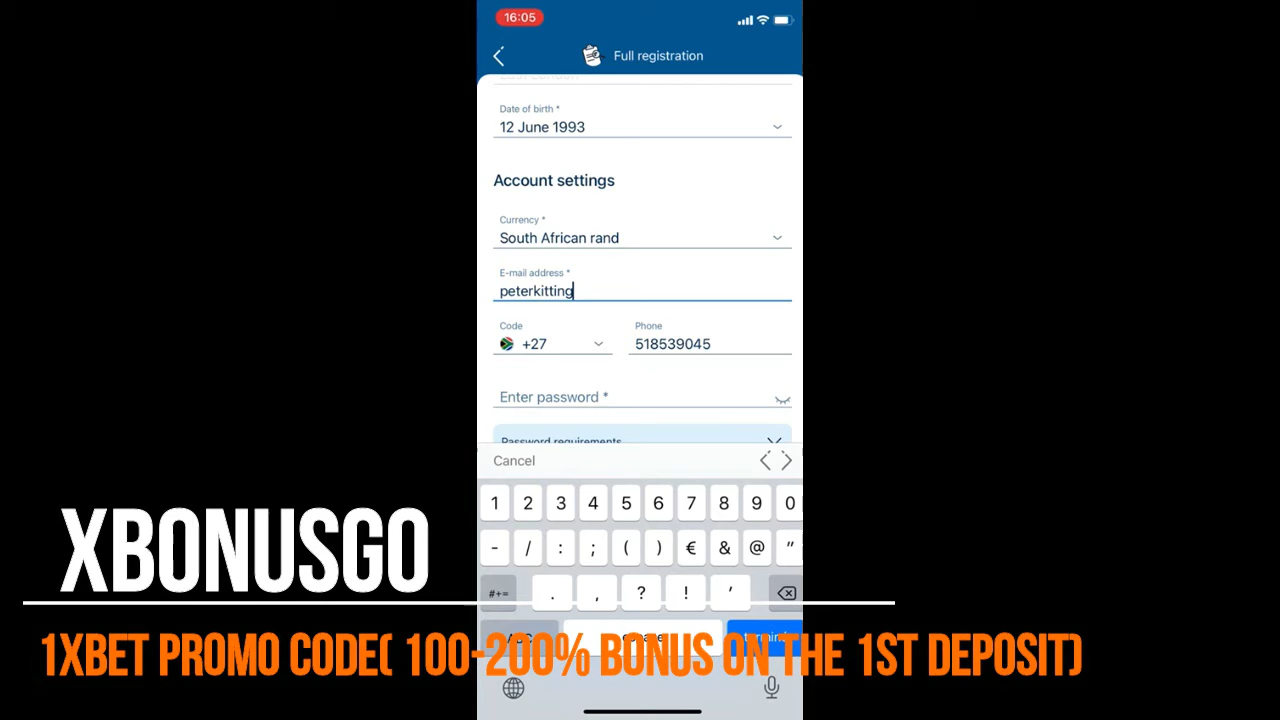 16:05
Full registration
Date of birth *
12 June 1993
Account settings
Currency *
South African rand
E-mail address *
peterkitting
Code
Phone
+27
518539045
Enter password *
Password requirements
Cancel
1 2 3 4 5 6 7 8 9 0
- / : ; ( ) € & @ "
#+= . , ? ! '
ABC
XBONUSGO
1XBET PROMO CODE( 100-200% BONUS ON THE 1ST DEPOSIT)